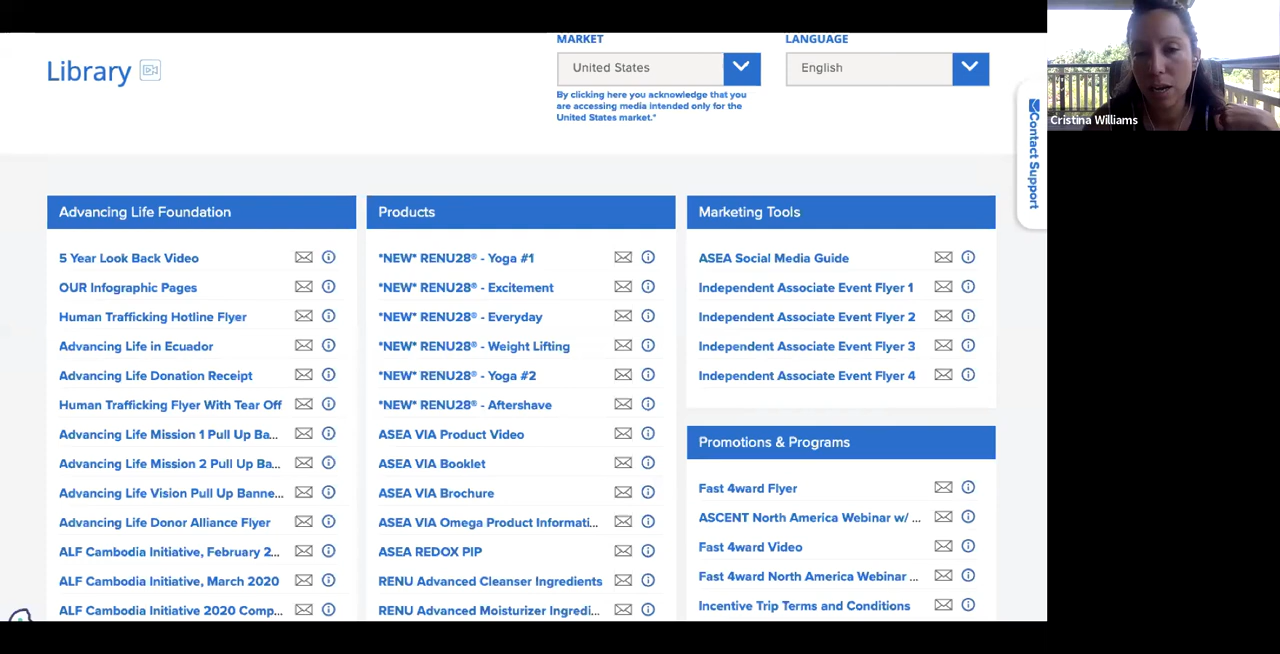 MARKET
LANGUAGE
Library
United States
English
By clicking here you acknowledge that you
are accessing media intended only for the
United States market."
Contact Support
Cristina Williams
Advancing Life Foundation
5 Year Look Back Video
OUR Infographic Pages
Human Trafficking Hotline Flyer
Advancing Life in Ecuador
Advancing Life Donation Receipt
Human Trafficking Flyer With Tear Off
Advancing Life Mission 1 Pull Up Ba...
Advancing Life Mission 2 Pull Up Ba...
Advancing Life Vision Pull Up Banne...
Advancing Life Donor Alliance Flyer
ALF Cambodia Initiative, February 2...
ALF Cambodia Initiative, March 2020
ALF Cambodia Initiative 2020 Comp...
Products
*NEW* RENU28® - Yoga #1
*NEW* RENU28® - Excitement
*NEW* RENU28® - Everyday
*NEW* RENU28® - Weight Lifting
*NEW* RENU28® - Yoga #2
*NEW* RENU28® - Aftershave
ASEA VIA Product Video
ASEA VIA Booklet
ASEA VIA Brochure
ASEA VIA Omega Product Informati...
ASEA REDOX PIP
RENU Advanced Cleanser Ingredients
RENU Advanced Moisturizer Ingredi...
Marketing Tools
ASEA Social Media Guide
Independent Associate Event Flyer 1
Independent Associate Event Flyer 2
Independent Associate Event Flyer 3
Independent Associate Event Flyer 4
Promotions & Programs
Fast 4ward Flyer
ASCENT North America Webinar w/ ...
Fast 4ward Video
Fast 4ward North America Webinar ...
Incentive Trip Terms and Conditions